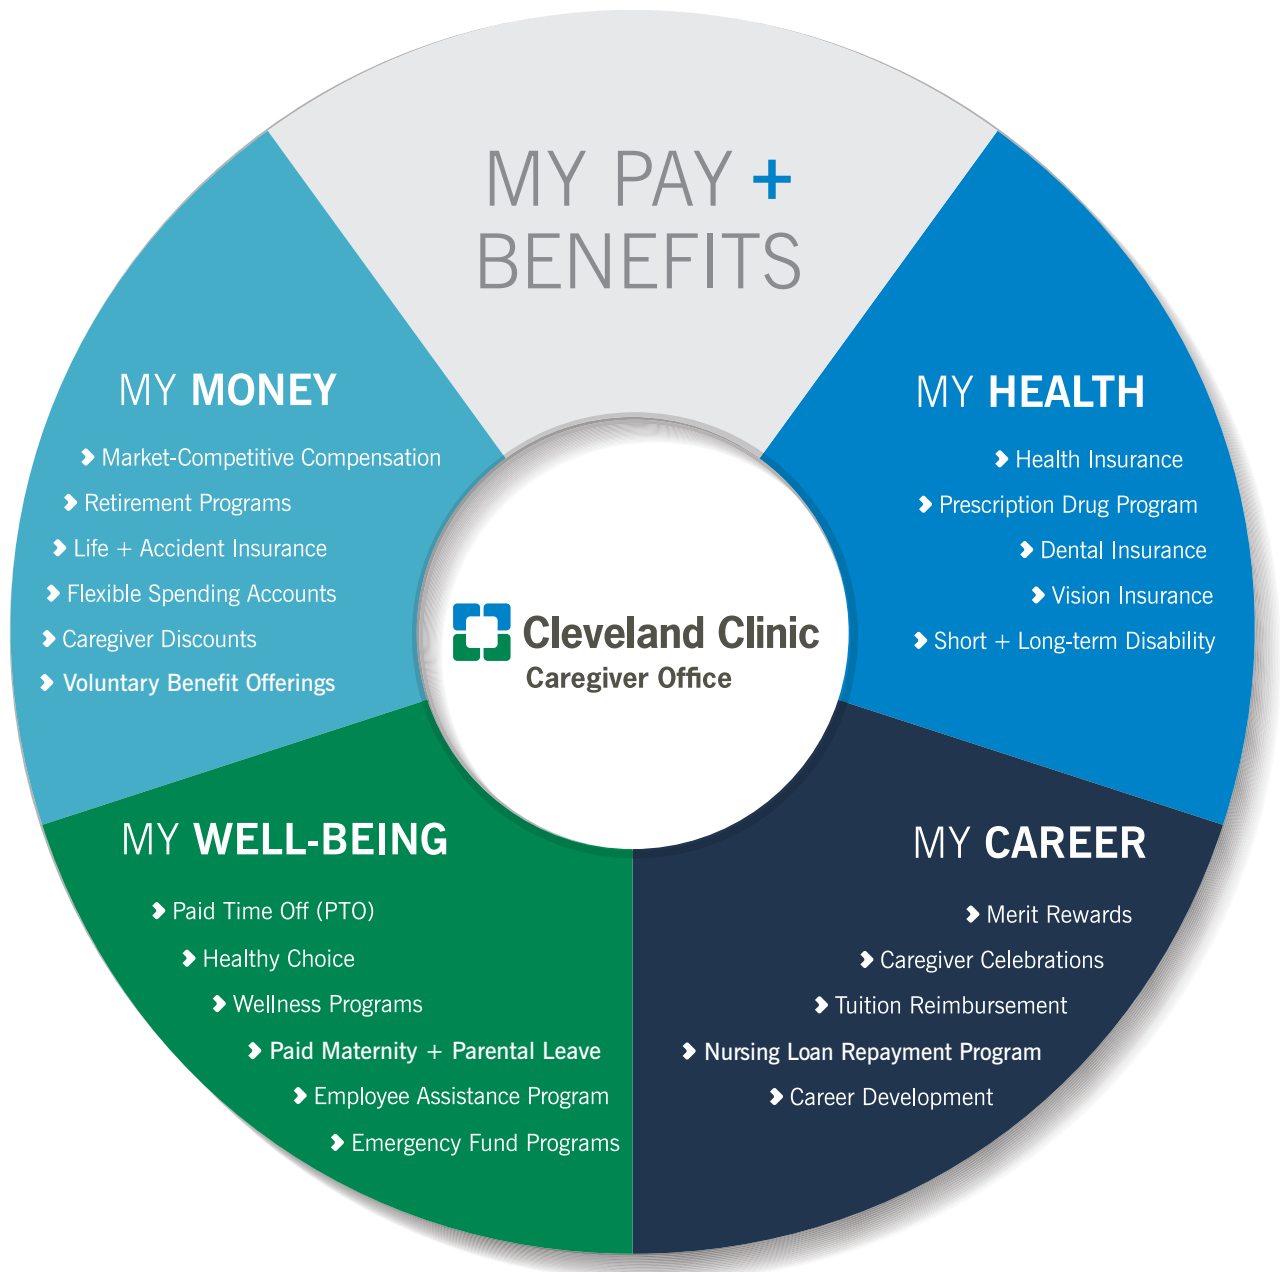 MY PAY +
BENEFITS
MY MONEY
❯ Market-Competitive Compensation
❯ Retirement Programs
❯ Life + Accident Insurance
❯ Flexible Spending Accounts
❯ Caregiver Discounts
❯ Voluntary Benefit Offerings
MY HEALTH
❯ Health Insurance
❯ Prescription Drug Program
❯ Dental Insurance
❯ Vision Insurance
❯ Short + Long-term Disability
Cleveland Clinic
Caregiver Office
MY WELL-BEING
❯ Paid Time Off (PTO)
❯ Healthy Choice
❯ Wellness Programs
❯ Paid Maternity + Parental Leave
❯ Employee Assistance Program
❯ Emergency Fund Programs
MY CAREER
❯ Merit Rewards
❯ Caregiver Celebrations
❯ Tuition Reimbursement
❯ Nursing Loan Repayment Program
❯ Career Development